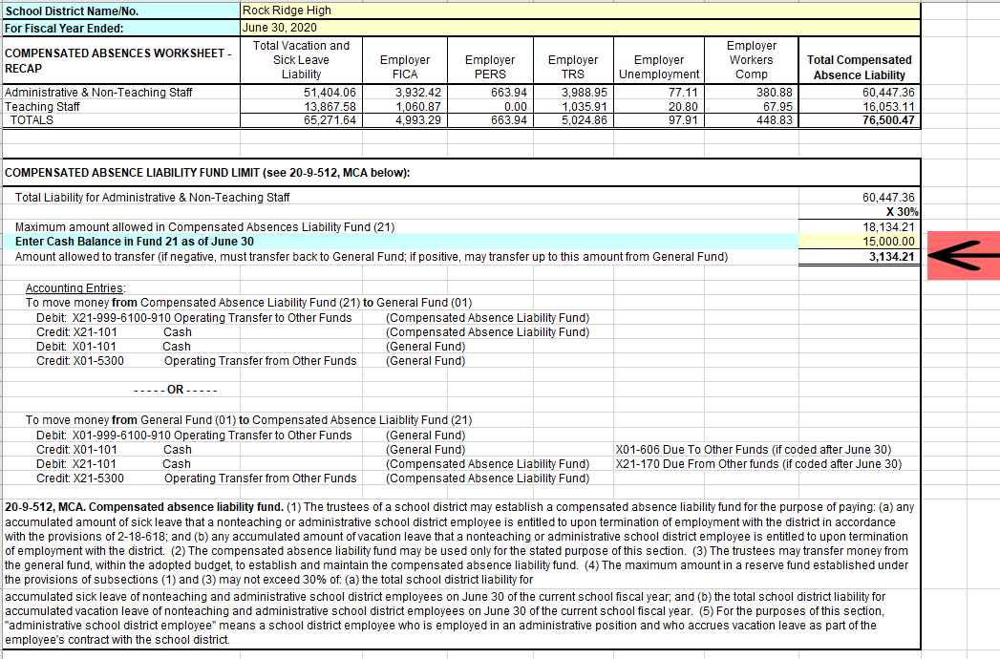 School District Name/No. Rock Ridge High
For Fiscal Year Ended: June 30, 2020
COMPENSATED ABSENCES WORKSHEET - RECAP Total Vacation and Sick Leave Liability Employer FICA Employer PERS Employer TRS Employer Unemployment Employer Workers Comp Total Compensated Absence Liability
Administrative & Non-Teaching Staff 51,404.06 3,932.42 663.94 3,988.95 77.11 380.88 60,447.36
Teaching Staff 13,867.58 1,060.87 0.00 1,035.91 20.80 67.95 16,053.11
TOTALS 65,271.64 4,993.29 663.94 5,024.86 97.91 448.83 76,500.47
COMPENSATED ABSENCE LIABILITY FUND LIMIT (see 20-9-512, MCA below):
Total Liability for Administrative & Non-Teaching Staff 60,447.36
X 30%
Maximum amount allowed in Compensated Absences Liability Fund (21) 18,134.21
Enter Cash Balance in Fund 21 as of June 30 15,000.00
Amount allowed to transfer (if negative, must transfer back to General Fund; if positive, may transfer up to this amount from General Fund) 3,134.21
Accounting Entries:
To move money from Compensated Absence Liability Fund (21) to General Fund (01)
Debit: X21-999-6100-910 Operating Transfer to Other Funds (Compensated Absence Liability Fund)
Credit: X21-101 Cash (Compensated Absence Liability Fund)
Debit: X01-101 Cash (General Fund)
Credit: X01-5300 Operating Transfer from Other Funds (General Fund)
- - - - - OR - - - - -
To move money from General Fund (01) to Compensated Absence Liaiblity Fund (21)
Debit: X01-999-6100-910 Operating Transfer to Other Funds (General Fund)
Credit: X01-101 Cash (General Fund) X01-606 Due To Other Funds (if coded after June 30)
Debit: X21-101 Cash (Compensated Absence Liability Fund) X21-170 Due From Other funds (if coded after June 30)
Credit: X21-5300 Operating Transfer from Other Funds (Compensated Absence Liability Fund)
20-9-512, MCA. Compensated absence liability fund. (1) The trustees of a school district may establish a compensated absence liability fund for the purpose of paying: (a) any
accumulated amount of sick leave that a nonteaching or administrative school district employee is entitled to upon termination of employment with the district in accordance
with the provisions of 2-18-618; and (b) any accumulated amount of vacation leave that a nonteaching or administrative school district employee is entitled to upon termination
of employment with the district. (2) The compensated absence liability fund may be used only for the stated purpose of this section. (3) The trustees may transfer money from
the general fund, within the adopted budget, to establish and maintain the compensated absence liability fund. (4) The maximum amount in a reserve fund established under
the provisions of subsections (1) and (3) may not exceed 30% of: (a) the total school district liability for
accumulated sick leave of nonteaching and administrative school district employees on June 30 of the current school fiscal year; and (b) the total school district liability for
accumulated vacation leave of nonteaching and administrative school district employees on June 30 of the current school fiscal year. (5) For the purposes of this section,
"administrative school district employee" means a school district employee who is employed in an administrative position and who accrues vacation leave as part of the
employee's contract with the school district.